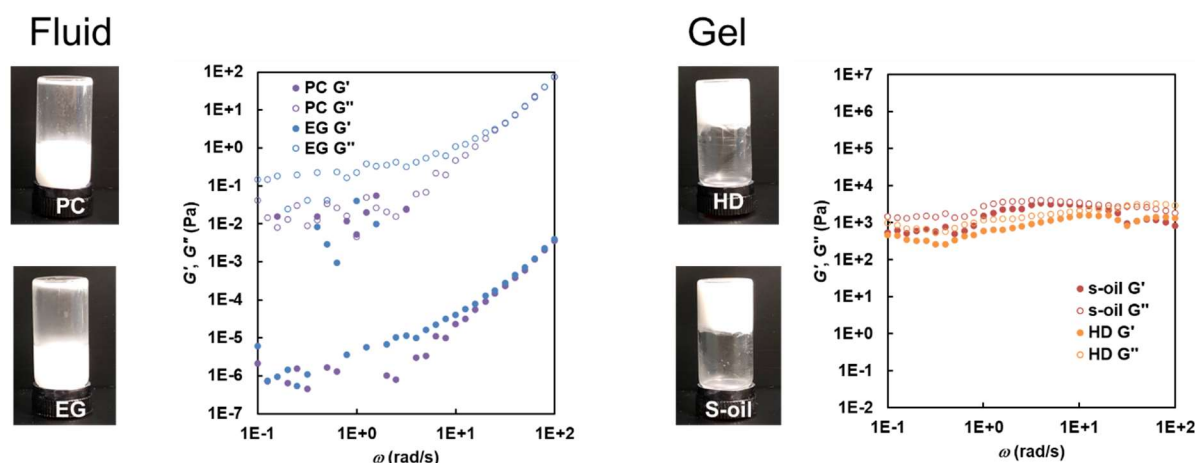 Fluid
PC
EG
1E+2
1E+1
1E+0
1E-1
1E-2
1E-3
1E-4
1E-5
1E-6
1E-7
G', G" (Pa)
PC G'
PC G"
EG G'
EG G"
1E-1 1E+0 1E+1 1E+2
ω (rad/s)
Gel
HD
S-oil
1E+7
1E+6
1E+5
1E+4
1E+3
1E+2
1E+1
1E+0
1E-1
1E-2
G', G" (Pa)
s-oil G'
s-oil G"
HD G'
HD G"
1E-1 1E+0 1E+1 1E+2
ω (rad/s)